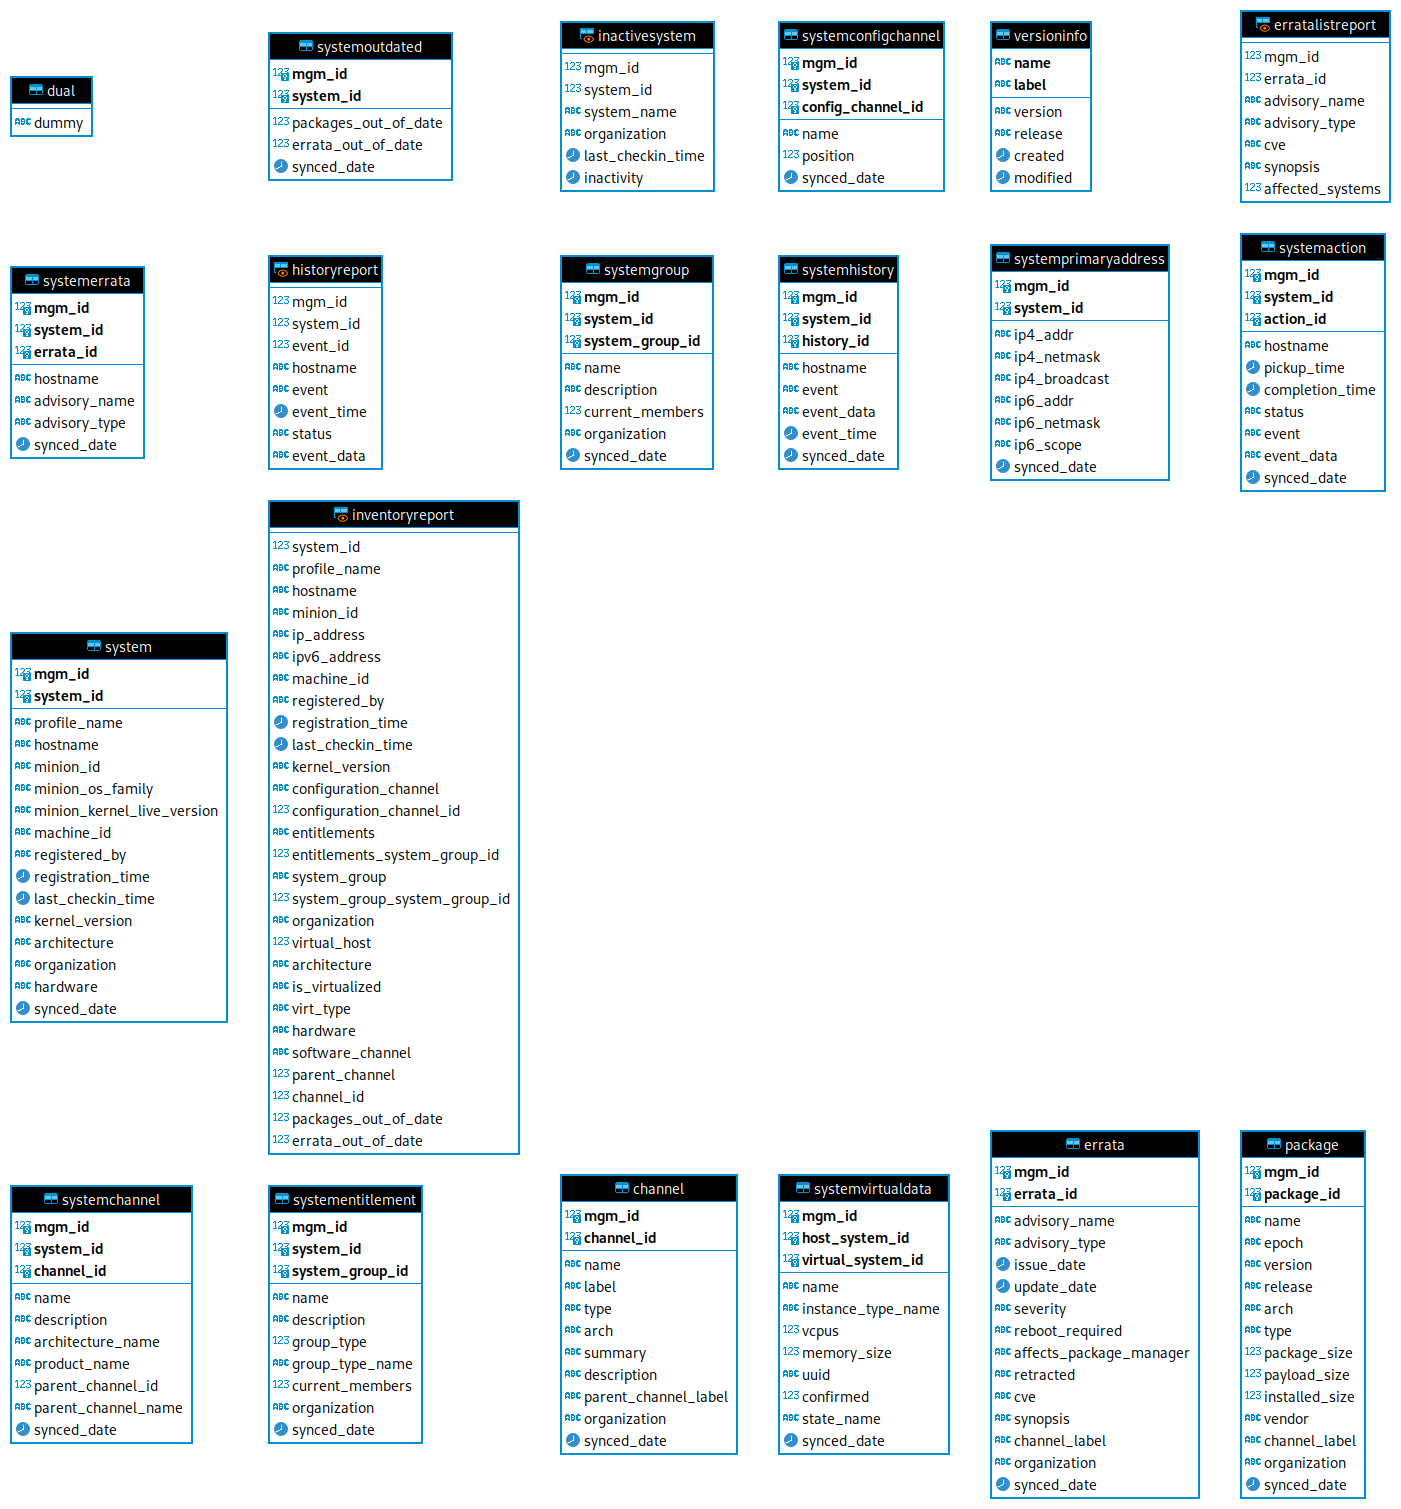 dual
dummy
systemoutdated
mgm_id
system_id
packages_out_of_date
errata_out_of_date
synced_date
inactivesystem
mgm_id
system_id
system_name
organization
last_checkin_time
inactivity
systemconfigchannel
mgm_id
system_id
config_channel_id
name
position
synced_date
versioninfo
name
label
version
release
created
modified
erratalistreport
mgm_id
errata_id
advisory_name
advisory_type
cve
synopsis
affected_systems
systemerrata
mgm_id
system_id
errata_id
hostname
advisory_name
advisory_type
synced_date
historyreport
mgm_id
system_id
event_id
hostname
event
event_time
status
event_data
systemgroup
mgm_id
system_id
system_group_id
name
description
current_members
organization
synced_date
systemhistory
mgm_id
system_id
history_id
hostname
event
event_data
event_time
synced_date
systemprimaryaddress
mgm_id
system_id
ip4_addr
ip4_netmask
ip4_broadcast
ip6_addr
ip6_netmask
ip6_scope
synced_date
systemaction
mgm_id
system_id
action_id
hostname
pickup_time
completion_time
status
event
event_data
synced_date
system
mgm_id
system_id
profile_name
hostname
minion_id
minion_os_family
minion_kernel_live_version
machine_id
registered_by
registration_time
last_checkin_time
kernel_version
architecture
organization
hardware
synced_date
inventoryreport
system_id
profile_name
hostname
minion_id
ip_address
ipv6_address
machine_id
registered_by
registration_time
last_checkin_time
kernel_version
configuration_channel
configuration_channel_id
entitlements
entitlements_system_group_id
system_group
system_group_system_group_id
organization
virtual_host
architecture
is_virtualized
virt_type
hardware
software_channel
parent_channel
channel_id
packages_out_of_date
errata_out_of_date
systemchannel
mgm_id
system_id
channel_id
name
description
architecture_name
product_name
parent_channel_id
parent_channel_name
synced_date
systementitlement
mgm_id
system_id
system_group_id
name
description
group_type
group_type_name
current_members
organization
synced_date
channel
mgm_id
channel_id
name
label
type
arch
summary
description
parent_channel_label
organization
synced_date
systemvirtualdata
mgm_id
host_system_id
virtual_system_id
name
instance_type_name
vcpus
memory_size
uuid
confirmed
state_name
synced_date
errata
mgm_id
errata_id
advisory_name
advisory_type
issue_date
update_date
severity
reboot_required
affects_package_manager
retracted
cve
synopsis
channel_label
organization
synced_date
package
mgm_id
package_id
name
epoch
version
release
arch
type
package_size
payload_size
installed_size
vendor
channel_label
organization
synced_date